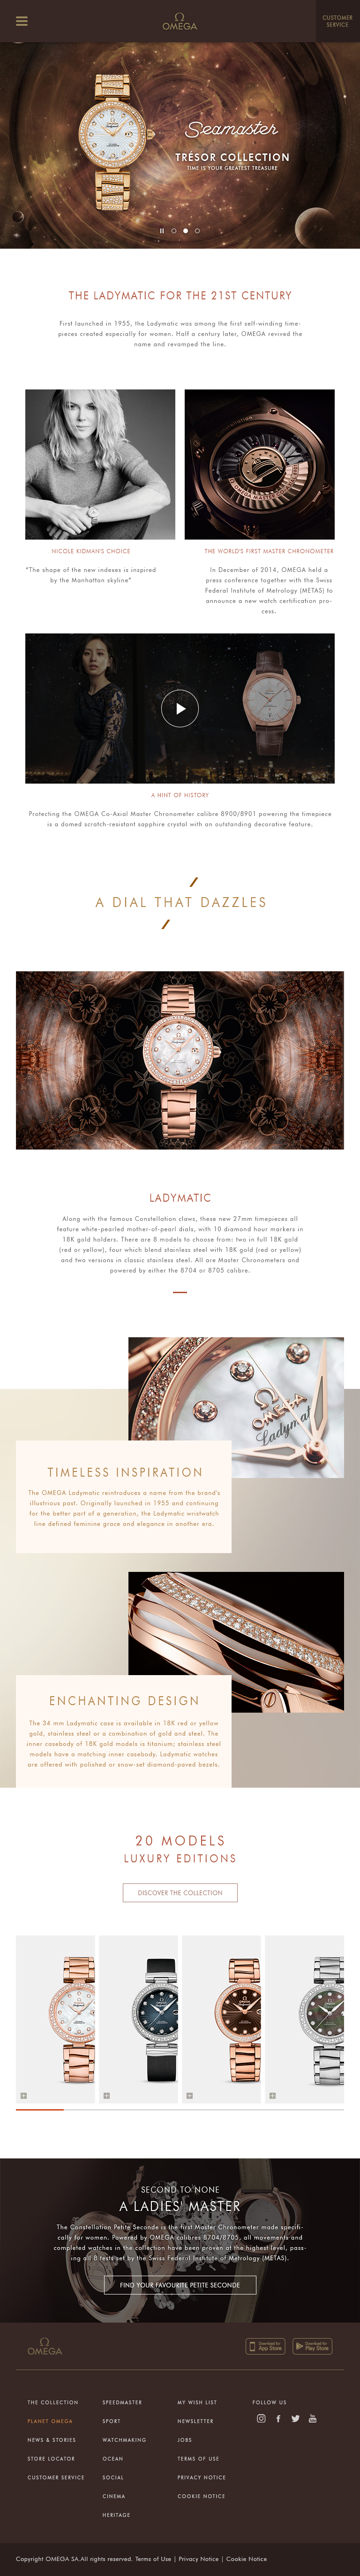 Ω
OMEGA
CUSTOMER
SERVICE
Seamaster
TRÉSOR COLLECTION
TIME IS YOUR GREATEST TREASURE
THE LADYMATIC FOR THE 21ST CENTURY
First launched in 1955, the Ladymatic was among the first self-winding time-
pieces created especially for women. Half a century later, OMEGA revived the
name and revamped the line.
NICOLE KIDMAN'S CHOICE
"The shape of the new indexes is inspired
by the Manhattan skyline"
THE WORLD'S FIRST MASTER CHRONOMETER
In December of 2014, OMEGA held a
press conference together with the Swiss
Federal Institute of Metrology (METAS) to
announce a new watch certification pro-
cess.
A HINT OF HISTORY
Protecting the OMEGA Co-Axial Master Chronometer calibre 8900/8901 powering the timepiece
is a domed scratch-resistant sapphire crystal with an outstanding decorative feature.
A DIAL THAT DAZZLES
LADYMATIC
Along with the famous Constellation claws, these new 27mm timepieces all
feature white-pearled mother-of-pearl dials, with 10 diamond hour markers in
18K gold holders. There are 8 models to choose from: two in full 18K gold
(red or yellow), four which blend stainless steel with 18K gold (red or yellow)
and two versions in classic stainless steel. All are Master Chronometers and
powered by either the 8704 or 8705 calibre.
Ω
OMEGA
Ladymat
TIMELESS INSPIRATION
The OMEGA Ladymatic reintroduces a name from the brand's
illustrious past. Originally launched in 1955 and continuing
for the better part of a generation, the Ladymatic wristwatch
line defined feminine grace and elegance in another era.
ENCHANTING DESIGN
The 34 mm Ladymatic case is available in 18K red or yellow
gold, stainless steel or a combination of gold and steel. The
inner casebody of 18K gold models is titanium; stainless steel
models have a matching inner casebody. Ladymatic watches
are offered with polished or snow-set diamond-paved bezels.
20 MODELS
LUXURY EDITIONS
DISCOVER THE COLLECTION
SECOND TO NONE
A LADIES' MASTER
The Constellation Petite Seconde is the first Master Chronometer made specifi-
cally for women. Powered by OMEGA calibres 8704/8705, all movements and
completed watches in the collection have been proven at the highest level, pass-
ing all 8 tests set by the Swiss Federal Institute of Metrology (METAS).
FIND YOUR FAVOURITE PETITE SECONDE
Ω
OMEGA
Download for
App Store
Download for
Play Store
THE COLLECTION
PLANET OMEGA
NEWS & STORIES
STORE LOCATOR
CUSTOMER SERVICE
SPEEDMASTER
SPORT
WATCHMAKING
OCEAN
SOCIAL
CINEMA
HERITAGE
MY WISH LIST
NEWSLETTER
JOBS
TERMS OF USE
PRIVACY NOTICE
COOKIE NOTICE
FOLLOW US
Copyright OMEGA SA.All rights reserved. Terms of Use | Privacy Notice | Cookie Notice